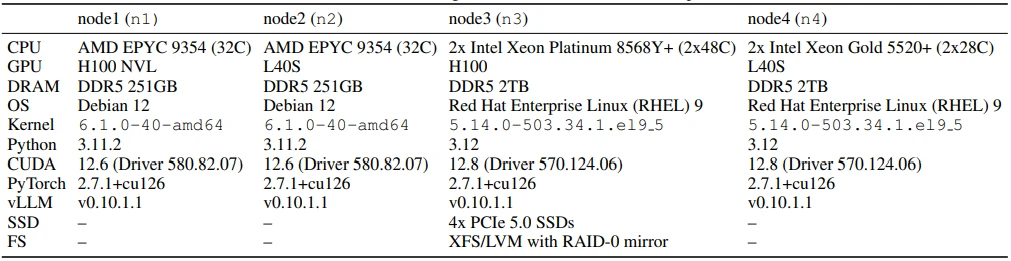 node1 (n1) node2 (n2) node3 (n3) node4 (n4)
CPU AMD EPYC 9354 (32C) AMD EPYC 9354 (32C) 2x Intel Xeon Platinum 8568Y+ (2x48C) 2x Intel Xeon Gold 5520+ (2x28C)
GPU H100 NVL L40S H100 L40S
DRAM DDR5 251GB DDR5 251GB DDR5 2TB DDR5 2TB
OS Debian 12 Debian 12 Red Hat Enterprise Linux (RHEL) 9 Red Hat Enterprise Linux (RHEL) 9
Kernel 6.1.0-40-amd64 6.1.0-40-amd64 5.14.0-503.34.1.el9_5 5.14.0-503.34.1.el9_5
Python 3.11.2 3.11.2 3.12 3.12
CUDA 12.6 (Driver 580.82.07) 12.6 (Driver 580.82.07) 12.8 (Driver 570.124.06) 12.8 (Driver 570.124.06)
PyTorch 2.7.1+cu126 2.7.1+cu126 2.7.1+cu126 2.7.1+cu126
vLLM v0.10.1.1 v0.10.1.1 v0.10.1.1 v0.10.1.1
SSD – – 4x PCIe 5.0 SSDs –
FS – – XFS/LVM with RAID-0 mirror –